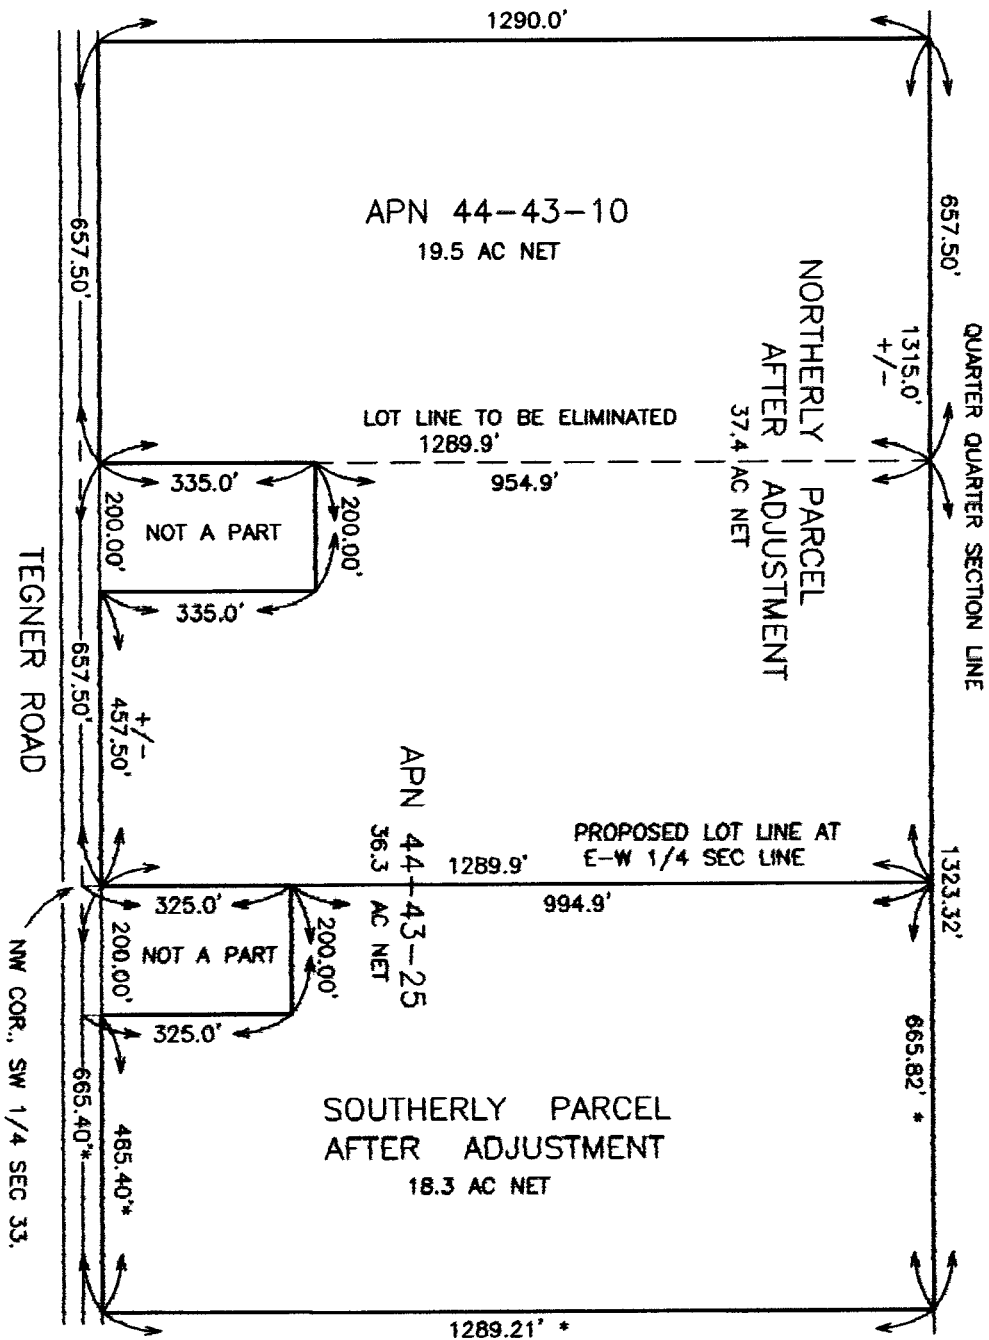 1290.0'
657.50'
657.50'
APN 44-43-10
19.5 AC NET
QUARTER QUARTER SECTION LINE
1315.0'
+/-
NORTHERLY PARCEL
AFTER ADJUSTMENT
37.4 AC NET
LOT LINE TO BE ELIMINATED
1289.9'
335.0'
954.9'
200.00'
NOT A PART
200.00'
335.0'
TEGNER ROAD
657.50'
+/-
457.50'
APN 44-43-25
36.3 AC NET
PROPOSED LOT LINE AT
E-W 1/4 SEC LINE
1323.32'
1289.9'
325.0'
994.9'
200.00'
NOT A PART
200.00'
325.0'
NW COR., SW 1/4 SEC 33.
665.40'*
465.40'*
665.82' *
SOUTHERLY PARCEL
AFTER ADJUSTMENT
18.3 AC NET
1289.21' *